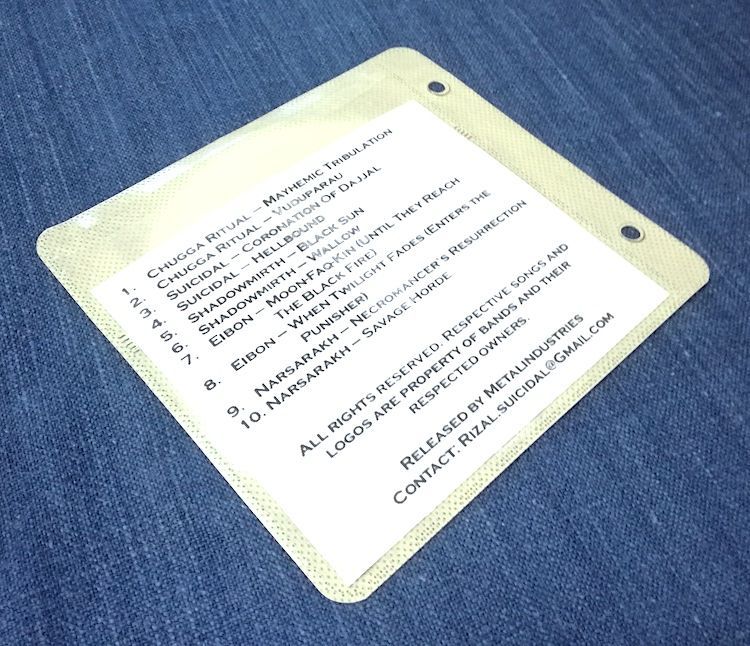 1. Chugga Ritual – Mayhemic Tribulation
2. Chugga Ritual – Vuduparau
3. Suicidal – Coronation of Dajjal
4. Suicidal – Hellbound
5. Shadowmirth – Black Sun
6. Shadowmirth – Wallow
7. Eibon – Moon-Faq-Kim (Until They Reach
The Black Fire)
8. Eibon – When Twilight Fades (Enters the
Punisher)
9. Narsarakh – Necromancer's Resurrection
10. Narsarakh – Savage Horde
All rights reserved. Respective songs and
logos are property of bands and their
respected owners.
Released by Metalindustries
Contact: Rizal.suicidal@gmail.com